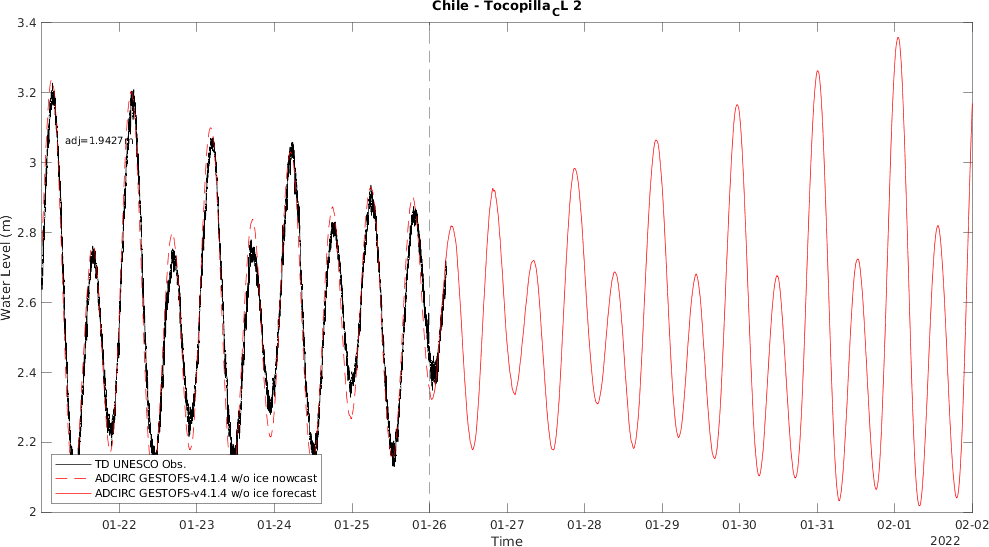 Chile - Tocopilla_CL 2
Water Level (m)
3.4
3.2
3
2.8
2.6
2.4
2.2
2
adj=1.9427m
TD UNESCO Obs.
ADCIRC GESTOFS-v4.1.4 w/o ice nowcast
ADCIRC GESTOFS-v4.1.4 w/o ice forecast
01-22 01-23 01-24 01-25 01-26 01-27 01-28 01-29 01-30 01-31 02-01 02-02
Time
2022